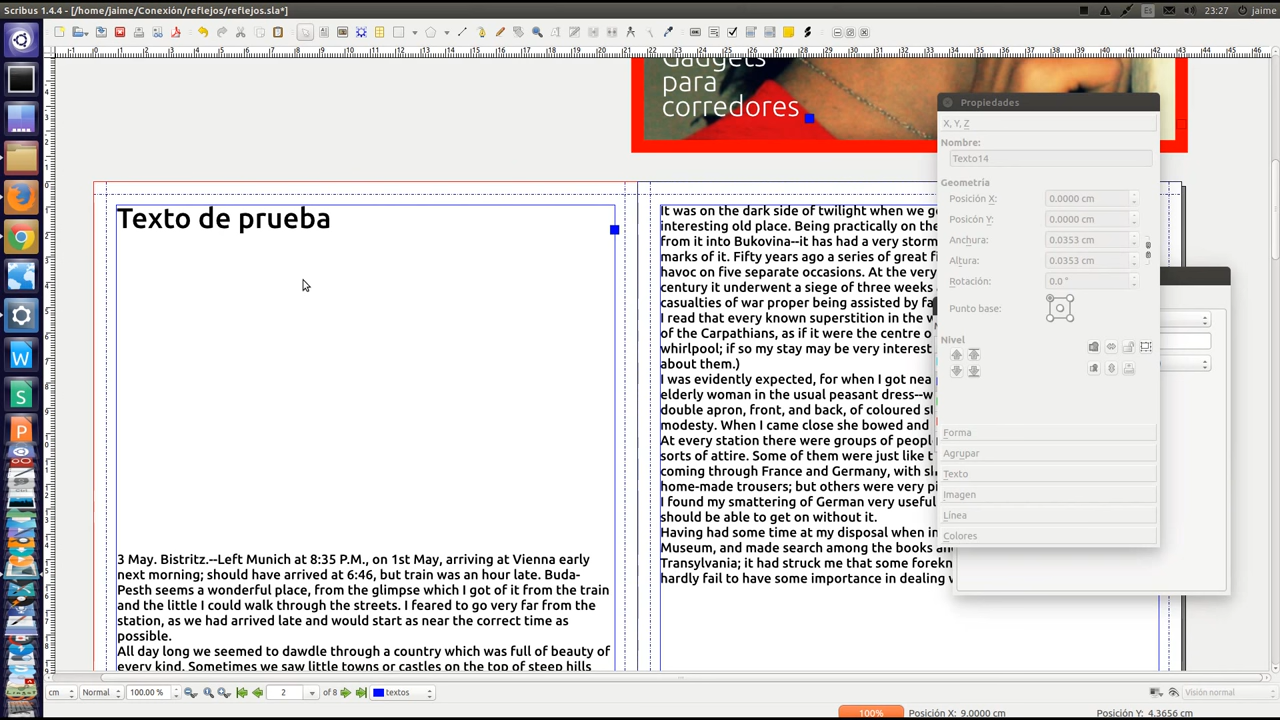 Scribus 1.4.4 - [/home/jaime/Conexión/reflejos/reflejos.sla*]
Es
23:27
jaime
Gadgets
para
corredores
Texto de prueba
3 May. Bistritz.--Left Munich at 8:35 P.M., on 1st May, arriving at Vienna early
next morning; should have arrived at 6:46, but train was an hour late. Buda-
Pesth seems a wonderful place, from the glimpse which I got of it from the train
and the little I could walk through the streets. I feared to go very far from the
station, as we had arrived late and would start as near the correct time as
possible.
All day long we seemed to dawdle through a country which was full of beauty of
every kind. Sometimes we saw little towns or castles on the top of steep hills
It was on the dark side of twilight when we g
interesting old place. Being practically on the
from it into Bukovina--it has had a very storm
marks of it. Fifty years ago a series of great f
havoc on five separate occasions. At the very
century it underwent a siege of three weeks
casualties of war proper being assisted by fa
I read that every known superstition in the w
of the Carpathians, as if it were the centre o
whirlpool; if so my stay may be very interest
about them.)
I was evidently expected, for when I got nea
elderly woman in the usual peasant dress--w
double apron, front, and back, of coloured s
modesty. When I came close she bowed and
At every station there were groups of peopl
sorts of attire. Some of them were just like t
coming through France and Germany, with s
home-made trousers; but others were very pi
I found my smattering of German very useful
should be able to get on without it.
Having had some time at my disposal when in
Museum, and made search among the books an
Transylvania; it had struck me that some forekn
hardly fail to have some importance in dealing w
Propiedades
X, Y, Z
Nombre:
Texto14
Geometría
Posición X: 0.0000 cm
Posicón Y: 0.0000 cm
Anchura: 0.0353 cm
Altura: 0.0353 cm
Rotación: 0.0 °
Punto base:
Nivel
Forma
Agrupar
Texto
Imagen
Línea
Colores
cm Normal 100.00 % 2 of 8 textos Visión normal
100% Posición X: 9.0000 cm Posición Y: 4.3656 cm